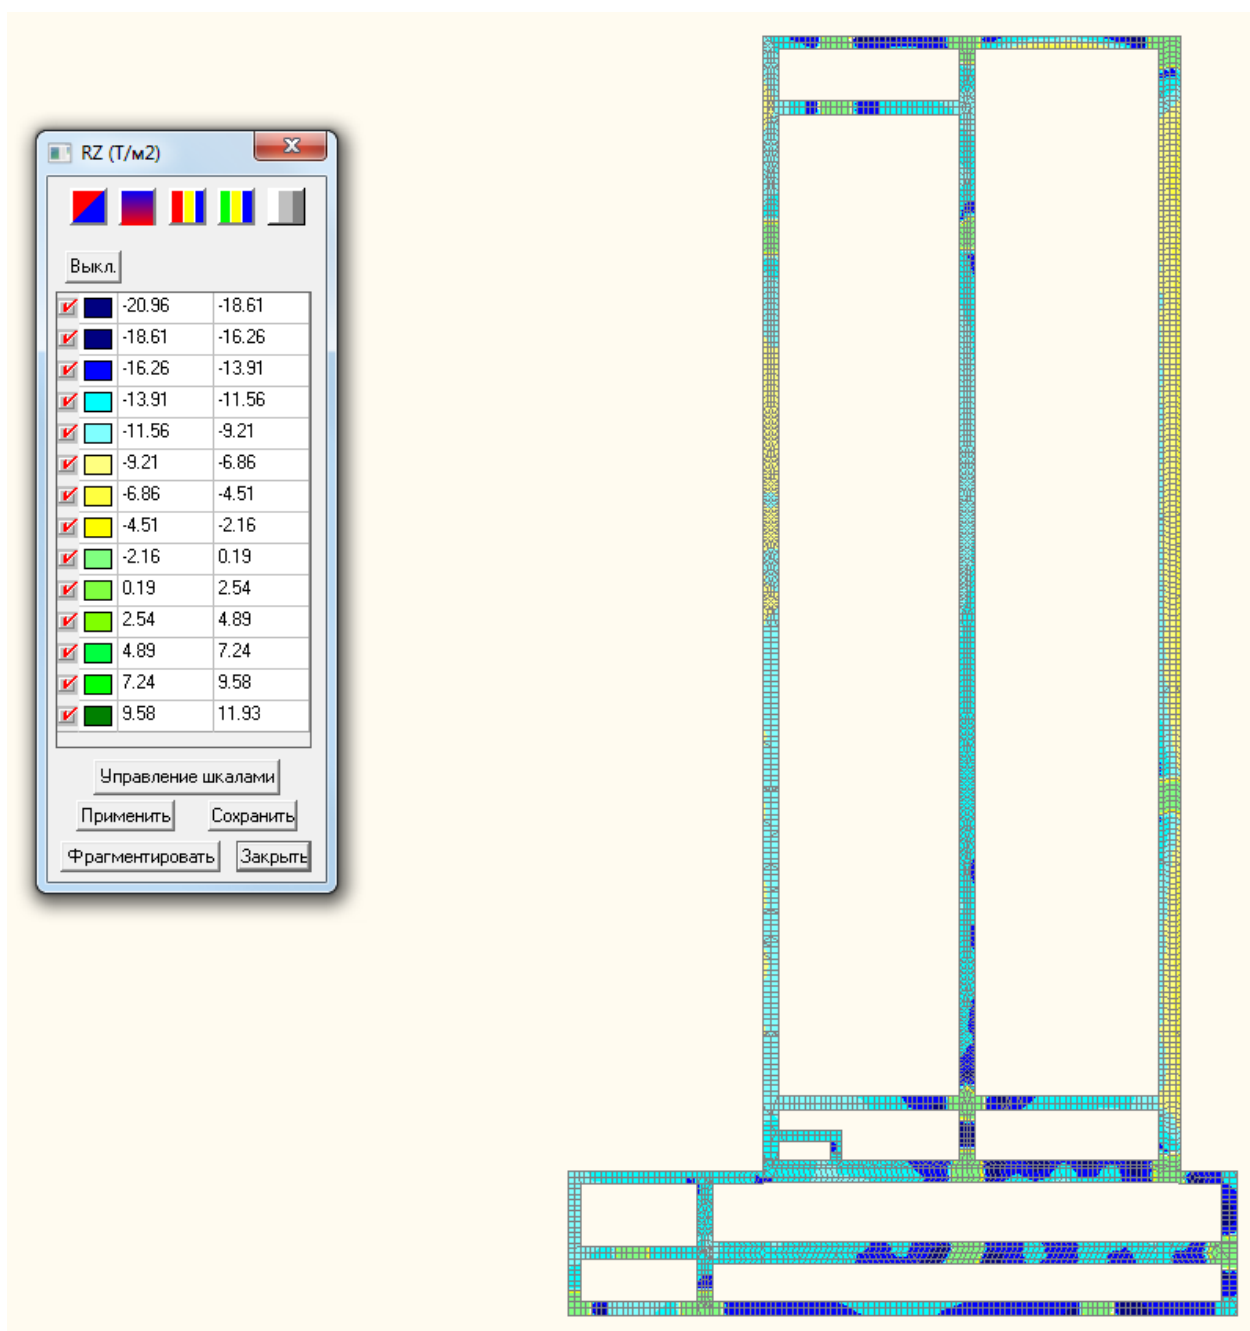 RZ (Т/м2)
Выкл.
-20.96 -18.61
-18.61 -16.26
-16.26 -13.91
-13.91 -11.56
-11.56 -9.21
-9.21 -6.86
-6.86 -4.51
-4.51 -2.16
-2.16 0.19
0.19 2.54
2.54 4.89
4.89 7.24
7.24 9.58
9.58 11.93
Управление шкалами
Применить Сохранить
Фрагментировать Закрыть